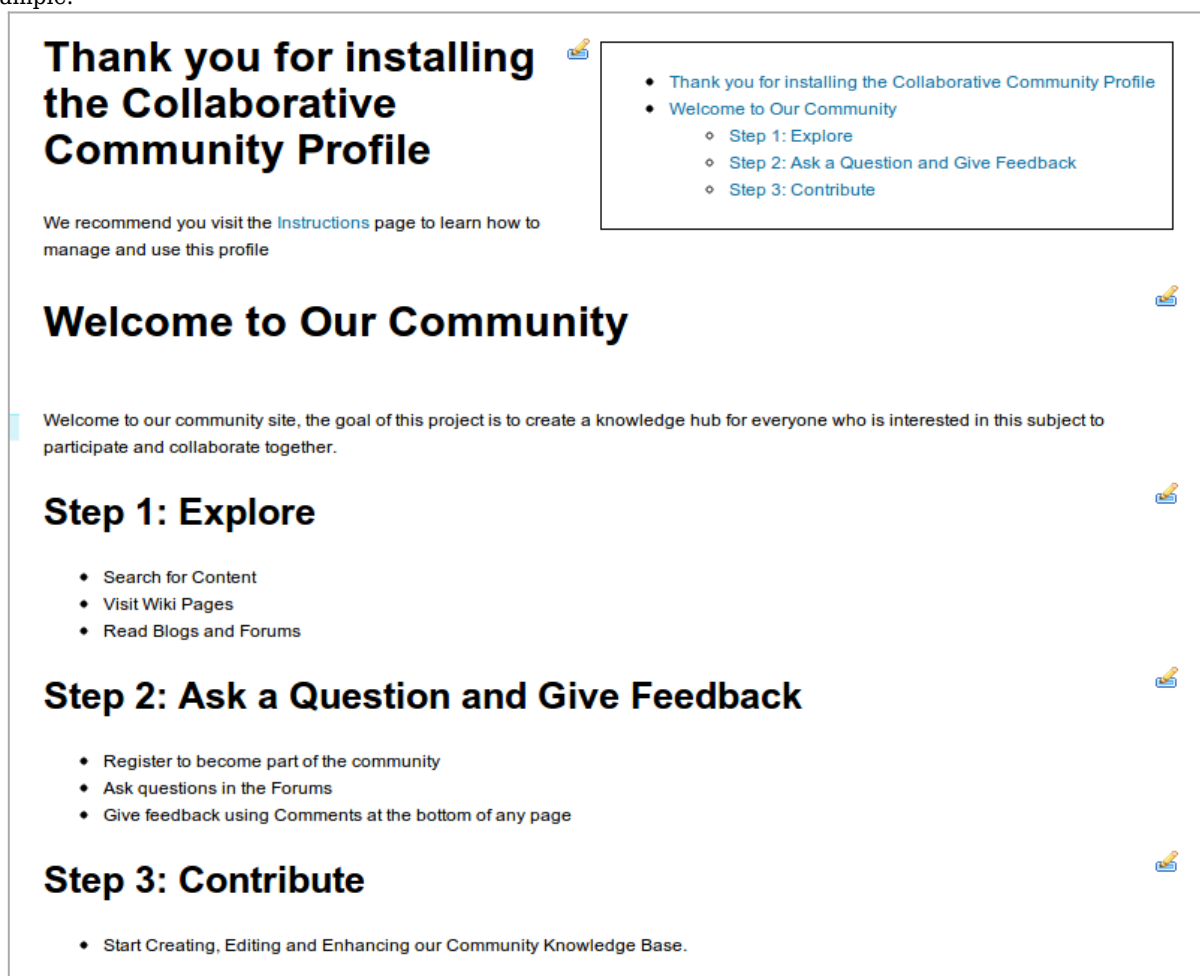 Thank you for installing
the Collaborative
Community Profile
We recommend you visit the Instructions page to learn how to
manage and use this profile
Thank you for installing the Collaborative Community Profile
Welcome to Our Community
Step 1: Explore
Step 2: Ask a Question and Give Feedback
Step 3: Contribute
Welcome to Our Community
Welcome to our community site, the goal of this project is to create a knowledge hub for everyone who is interested in this subject to
participate and collaborate together.
Step 1: Explore
Search for Content
Visit Wiki Pages
Read Blogs and Forums
Step 2: Ask a Question and Give Feedback
Register to become part of the community
Ask questions in the Forums
Give feedback using Comments at the bottom of any page
Step 3: Contribute
Start Creating, Editing and Enhancing our Community Knowledge Base.